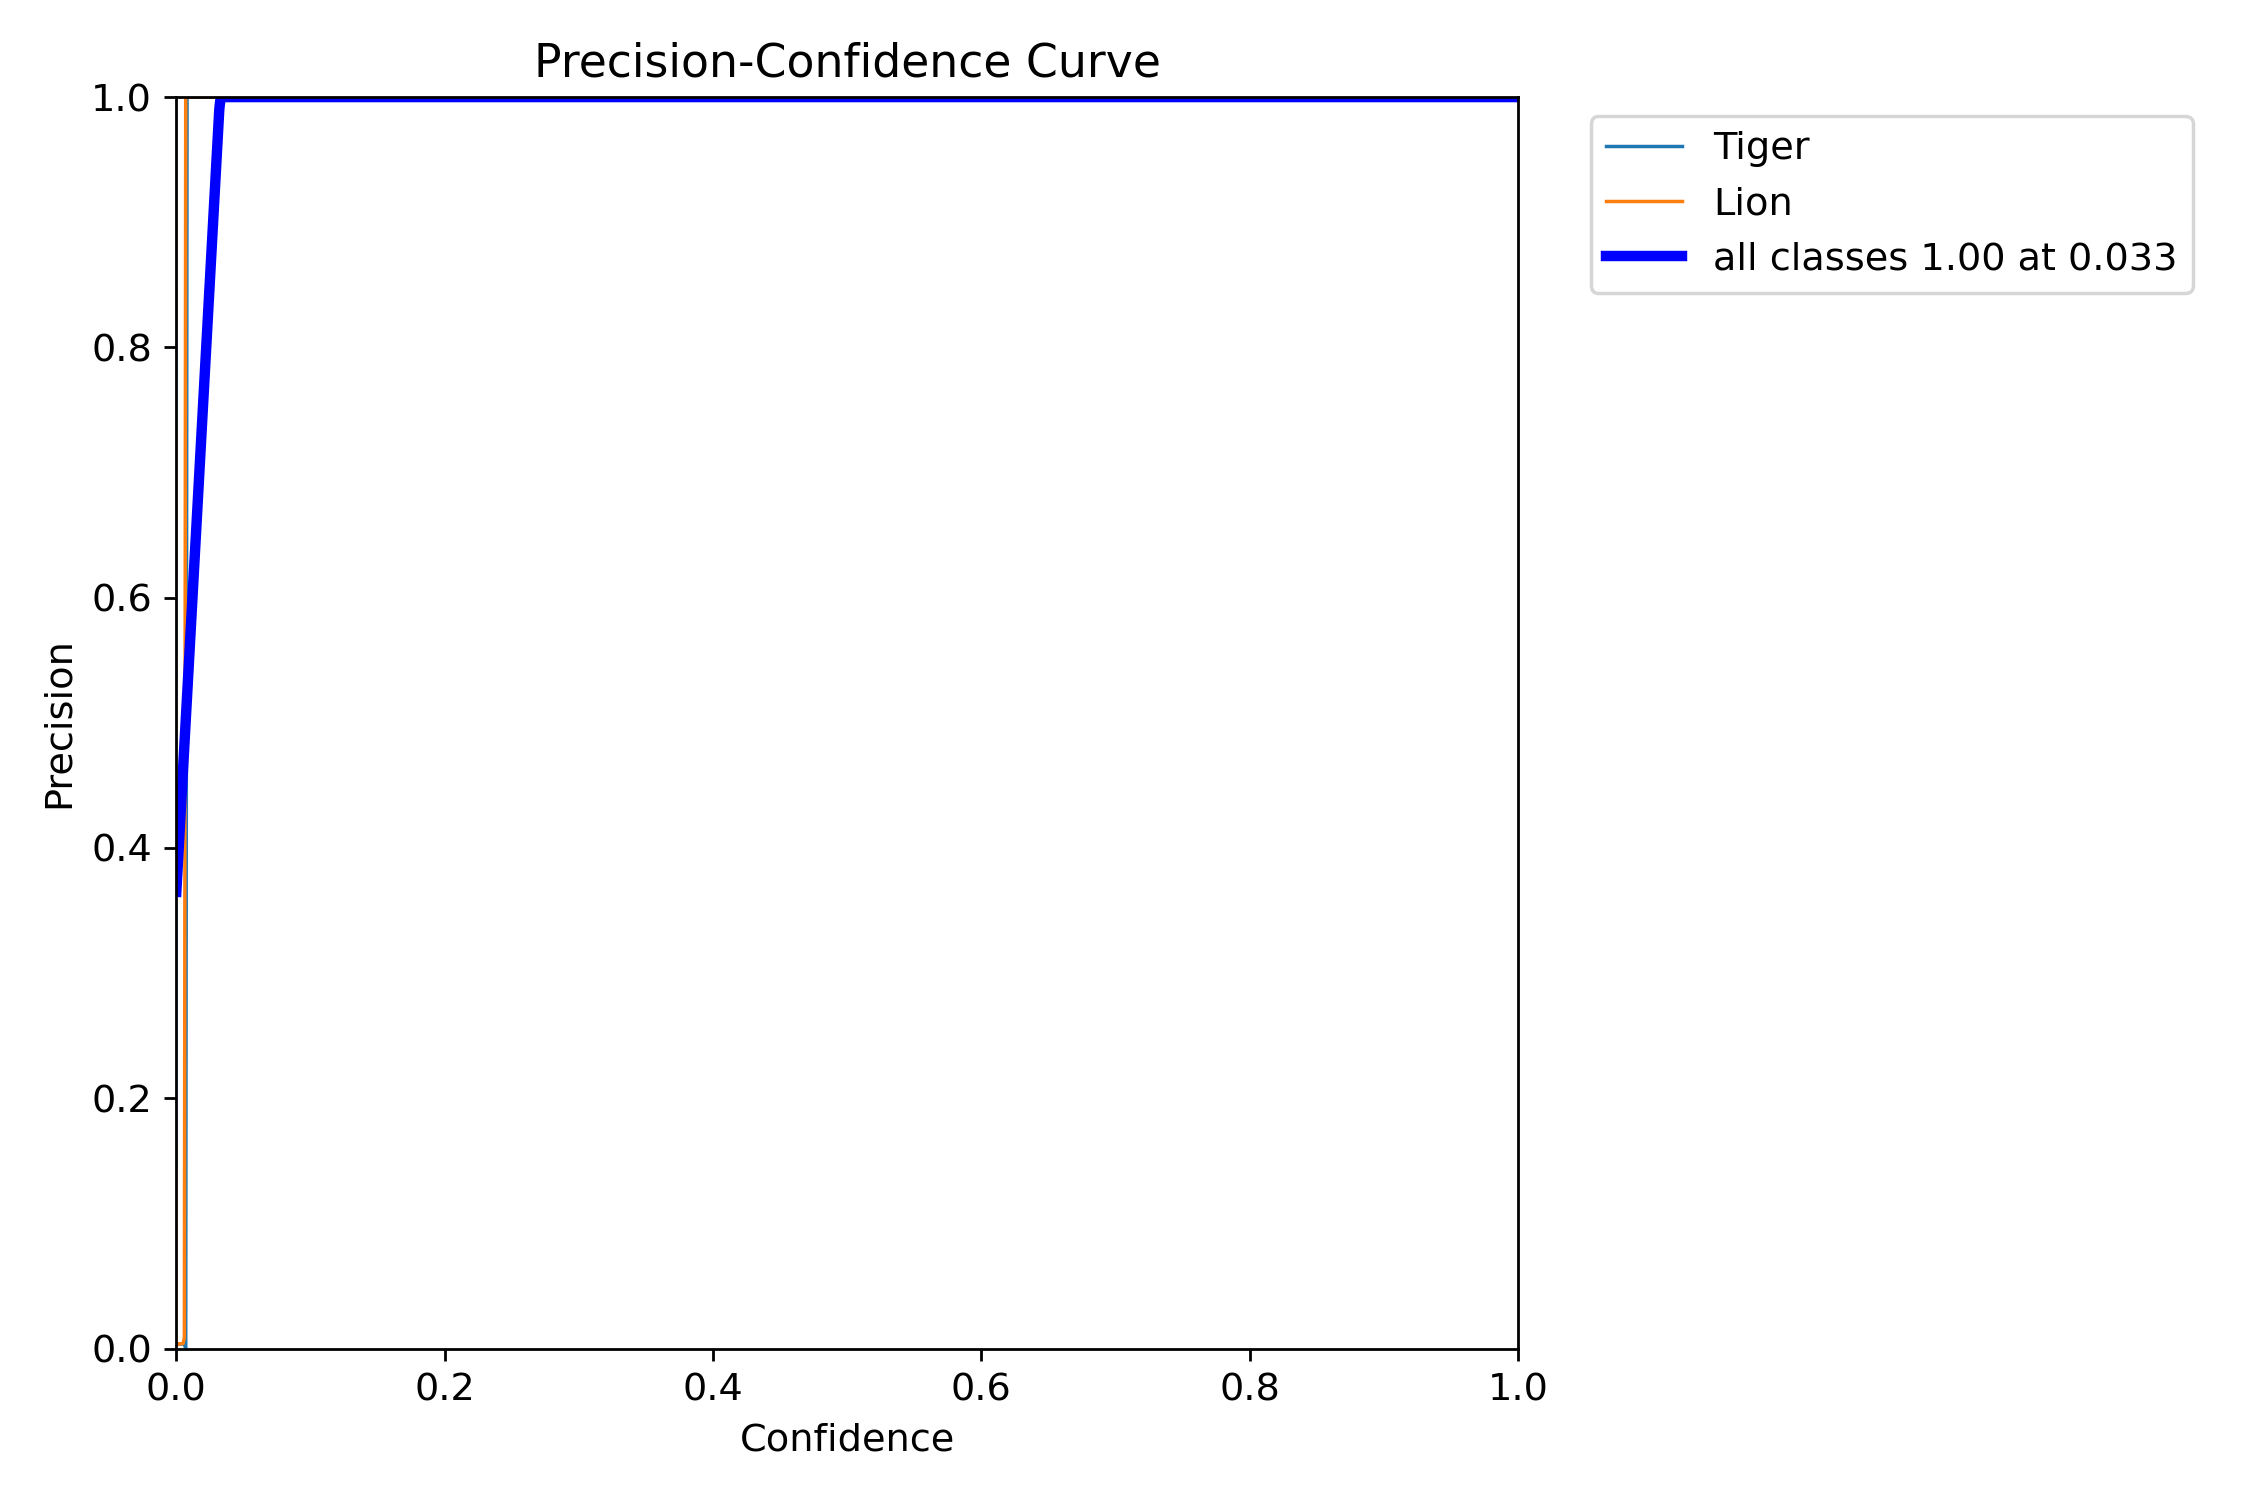 Precision-Confidence Curve
1.0
0.8
0.6
0.4
0.2
0.0
Precision
0.0 0.2 0.4 0.6 0.8 1.0
Confidence
Tiger
Lion
all classes 1.00 at 0.033